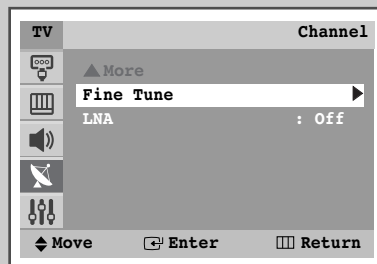 TV Channel
▲More
Fine Tune ▶
LNA : Off
Move Enter Return